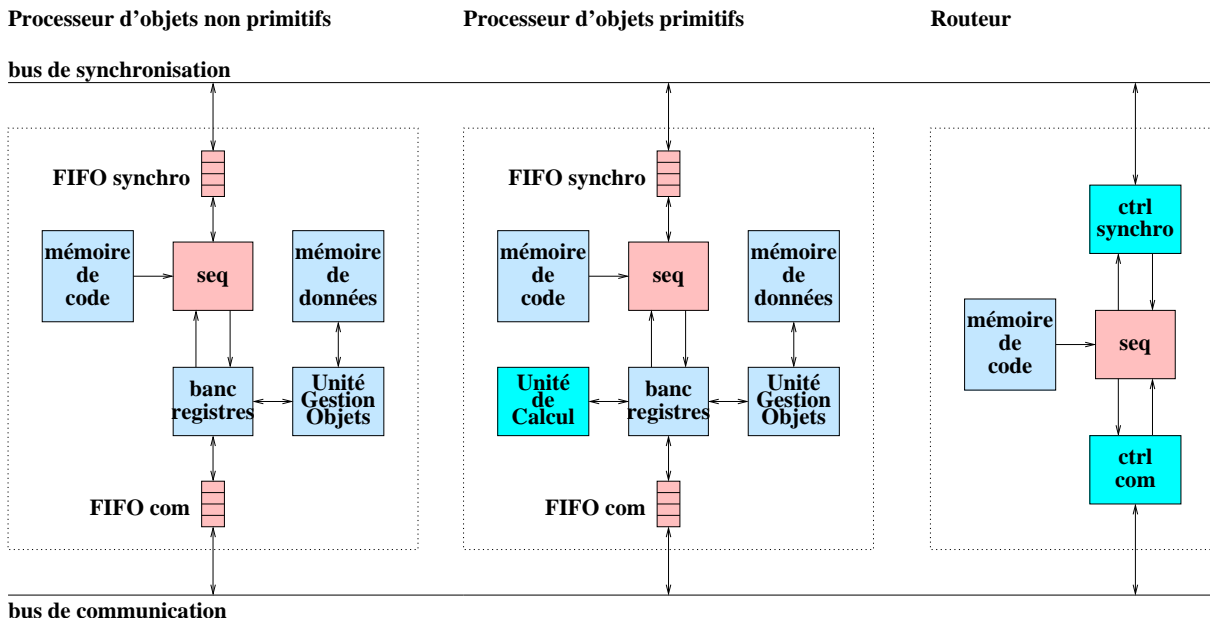 Processeur d'objets non primitifs
Processeur d'objets primitifs
Routeur
bus de synchronisation
FIFO synchro
mémoire
de
code
seq
mémoire
de
données
banc
registres
Unité
Gestion
Objets
FIFO com
FIFO synchro
mémoire
de
code
seq
mémoire
de
données
Unité
de
Calcul
banc
registres
Unité
Gestion
Objets
FIFO com
ctrl
synchro
mémoire
de
code
seq
ctrl
com
bus de communication